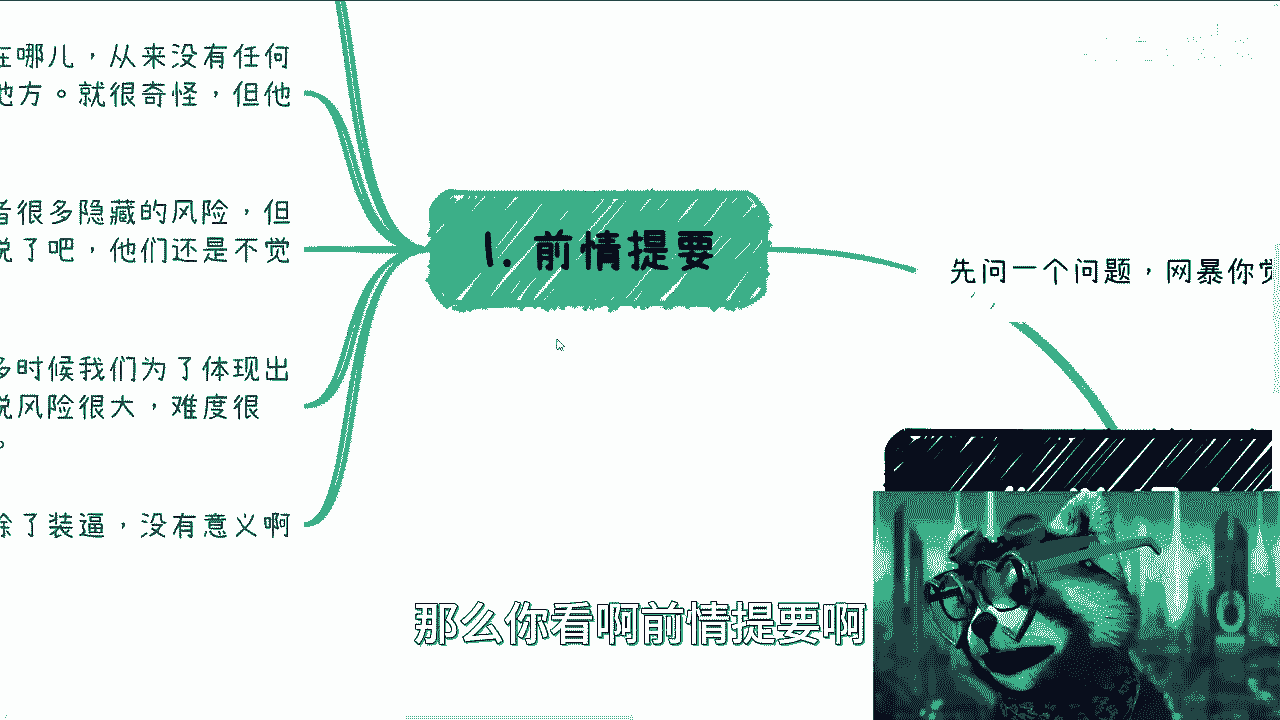 在哪儿，从来没有任何
地方。就很奇怪，但他
者很多隐藏的风险，但
说了吧，他们还是不觉
多时候我们为了体现出
说风险很大，难度很
。
除了装逼，没有意义啊
1. 前情提要
先问一个问题，网暴你觉
那么你看啊前情提要啊